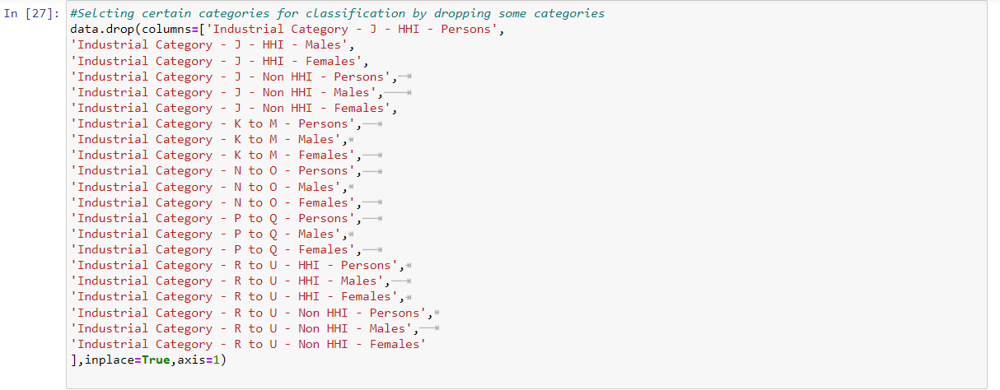 In [27]: #Selcting certain categories for classification by dropping some categories
data.drop(columns=['Industrial Category - J - HHI - Persons',
'Industrial Category - J - HHI - Males',
'Industrial Category - J - HHI - Females',
'Industrial Category - J - Non HHI - Persons',
'Industrial Category - J - Non HHI - Males',
'Industrial Category - J - Non HHI - Females',
'Industrial Category - K to M - Persons',
'Industrial Category - K to M - Males',
'Industrial Category - K to M - Females',
'Industrial Category - N to O - Persons',
'Industrial Category - N to O - Males',
'Industrial Category - N to O - Females',
'Industrial Category - P to Q - Persons',
'Industrial Category - P to Q - Males',
'Industrial Category - P to Q - Females',
'Industrial Category - R to U - HHI - Persons',
'Industrial Category - R to U - HHI - Males',
'Industrial Category - R to U - HHI - Females',
'Industrial Category - R to U - Non HHI - Persons',
'Industrial Category - R to U - Non HHI - Males',
'Industrial Category - R to U - Non HHI - Females'
],inplace=True,axis=1)